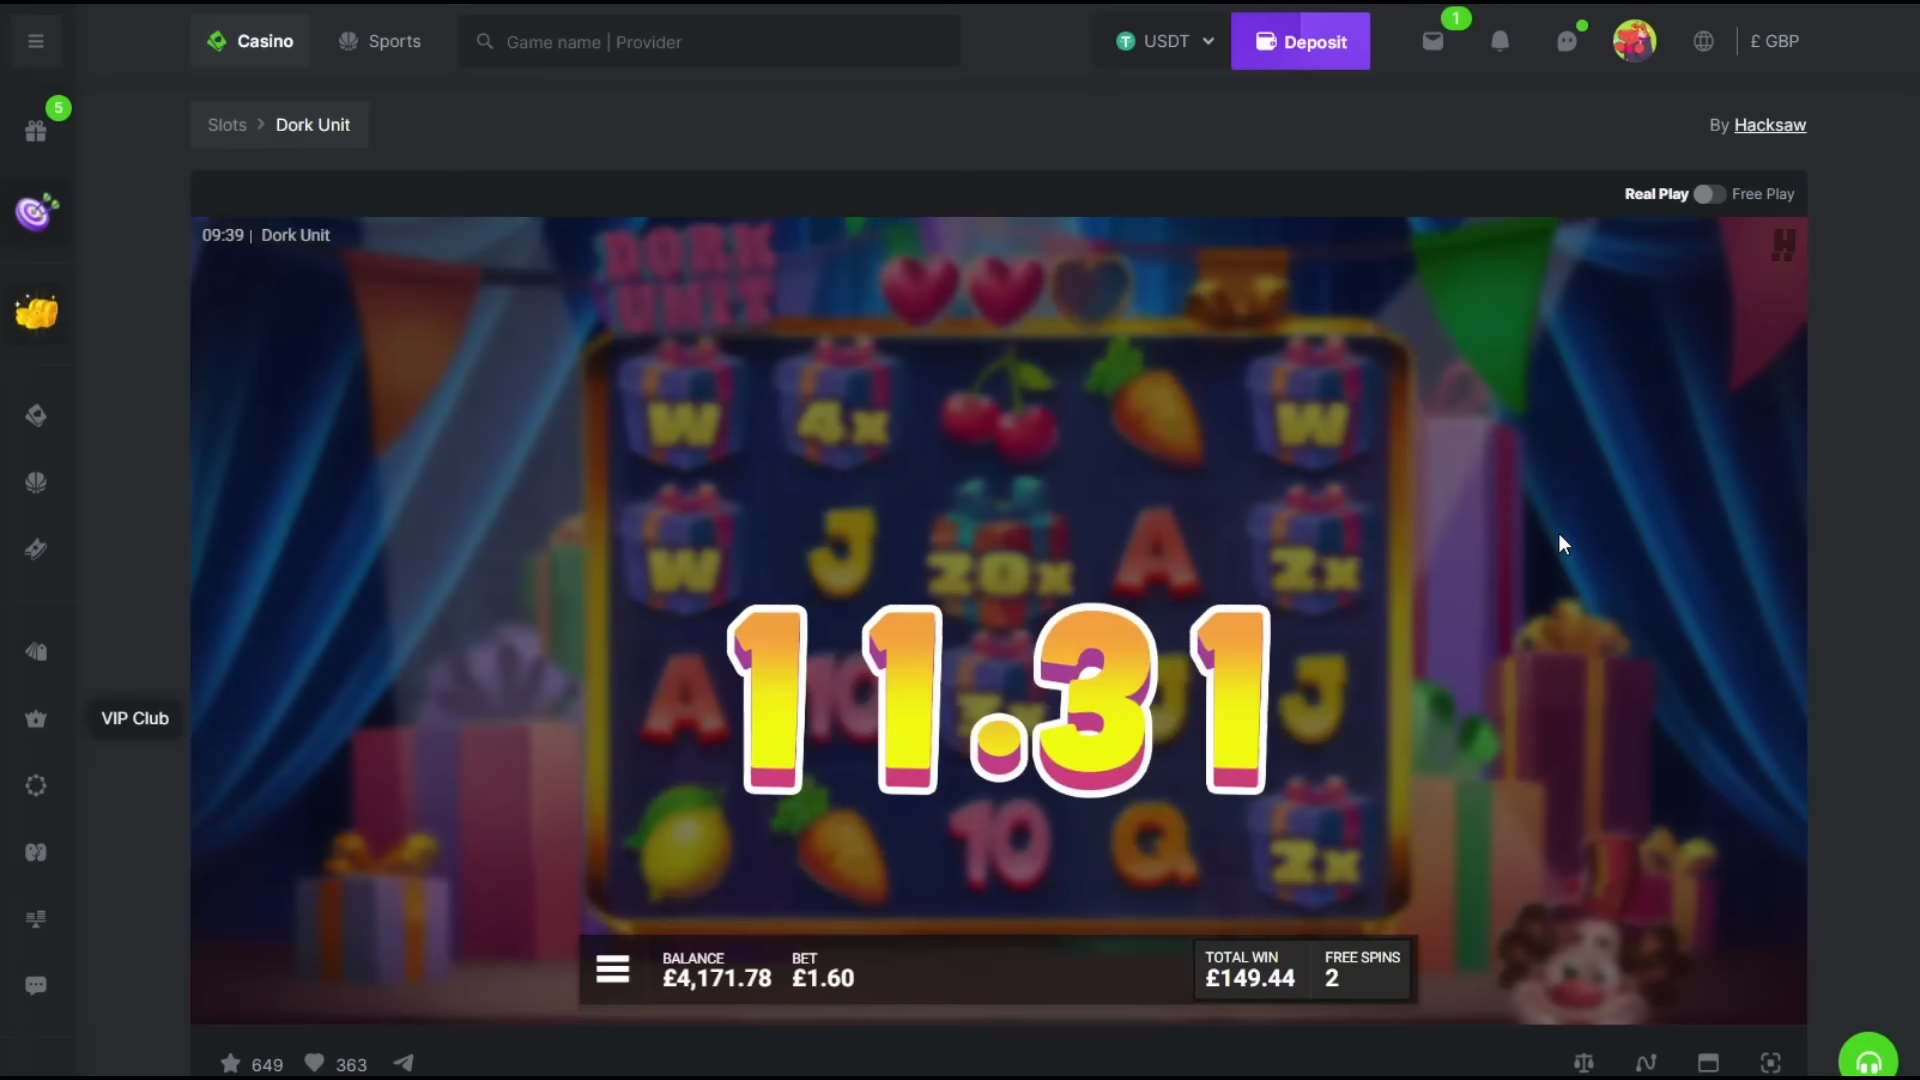 Casino
Sports
Game name | Provider
USDT
Deposit
1
£ GBP
5
Slots > Dork Unit
By Hacksaw
Real Play
Free Play
09:39 | Dork Unit
DORK
UNIT
W
4x
W
W
J
20x
A
2x
A
10
J
J
11.31
10
Q
2x
VIP Club
BALANCE
£4,171.78
BET
£1.60
TOTAL WIN
£149.44
FREE SPINS
2
649
363